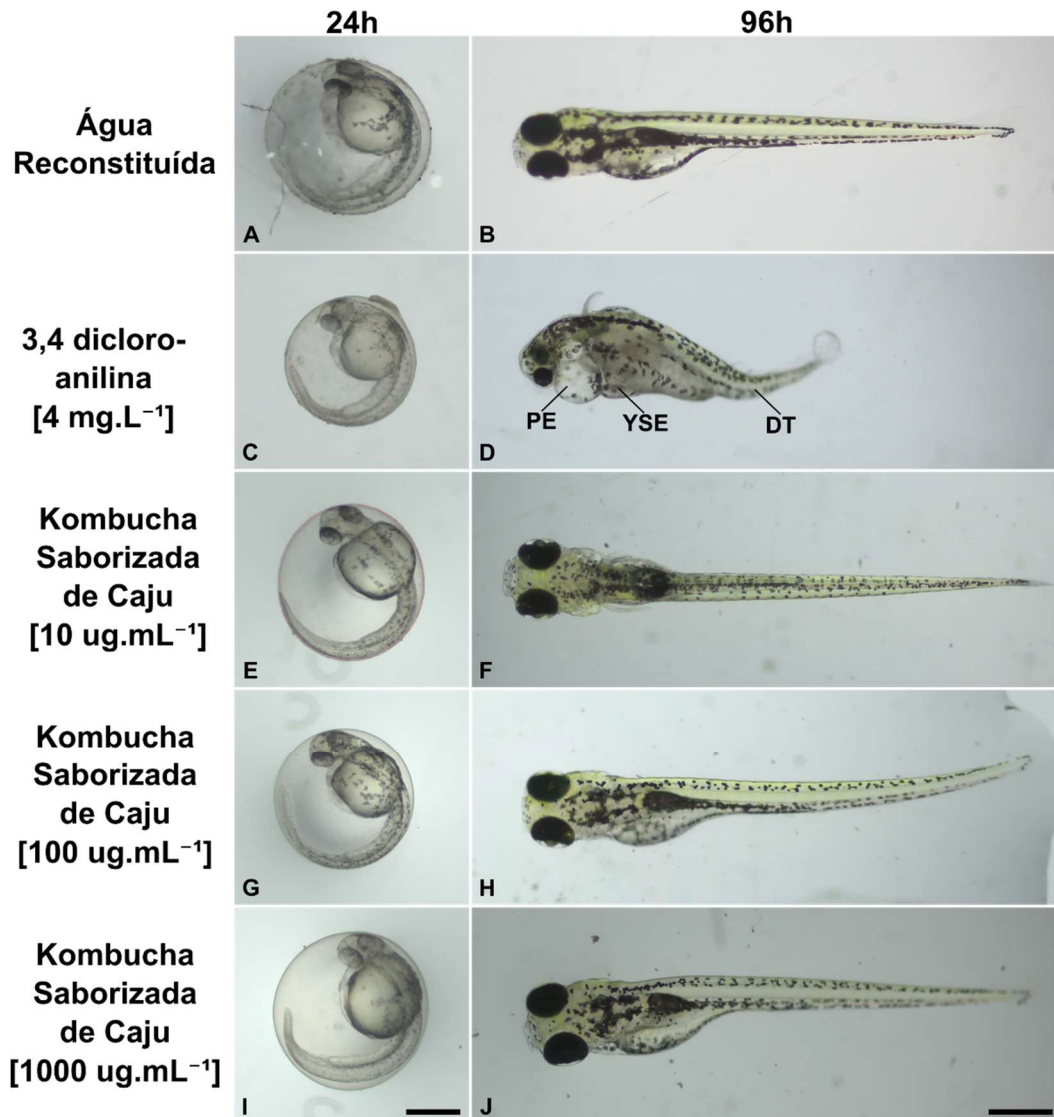 24h
96h
Água
Reconstituída
A
B
3,4 dicloro-
anilina
[4 mg.L⁻¹]
C
PE
YSE
DT
D
Kombucha
Saborizada
de Caju
[10 ug.mL⁻¹]
E
F
Kombucha
Saborizada
de Caju
[100 ug.mL⁻¹]
G
H
Kombucha
Saborizada
de Caju
[1000 ug.mL⁻¹]
I
J